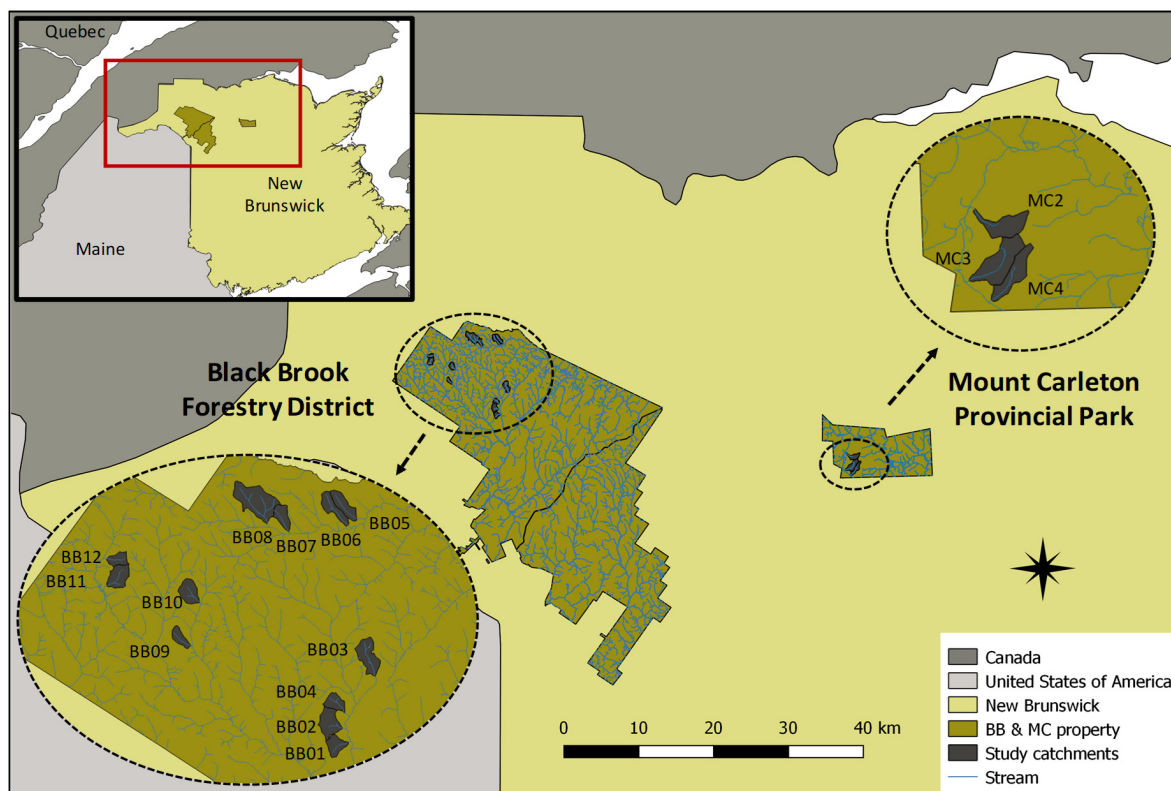 Quebec
New
Brunswick
Maine
MC2
MC3
MC4
Black Brook
Forestry District
Mount Carleton
Provincial Park
BB05
BB06
BB07
BB08
BB12
BB11
BB10
BB09
BB03
BB04
BB02
BB01
0 10 20 30 40 km
Canada
United States of America
New Brunswick
BB & MC property
Study catchments
Stream